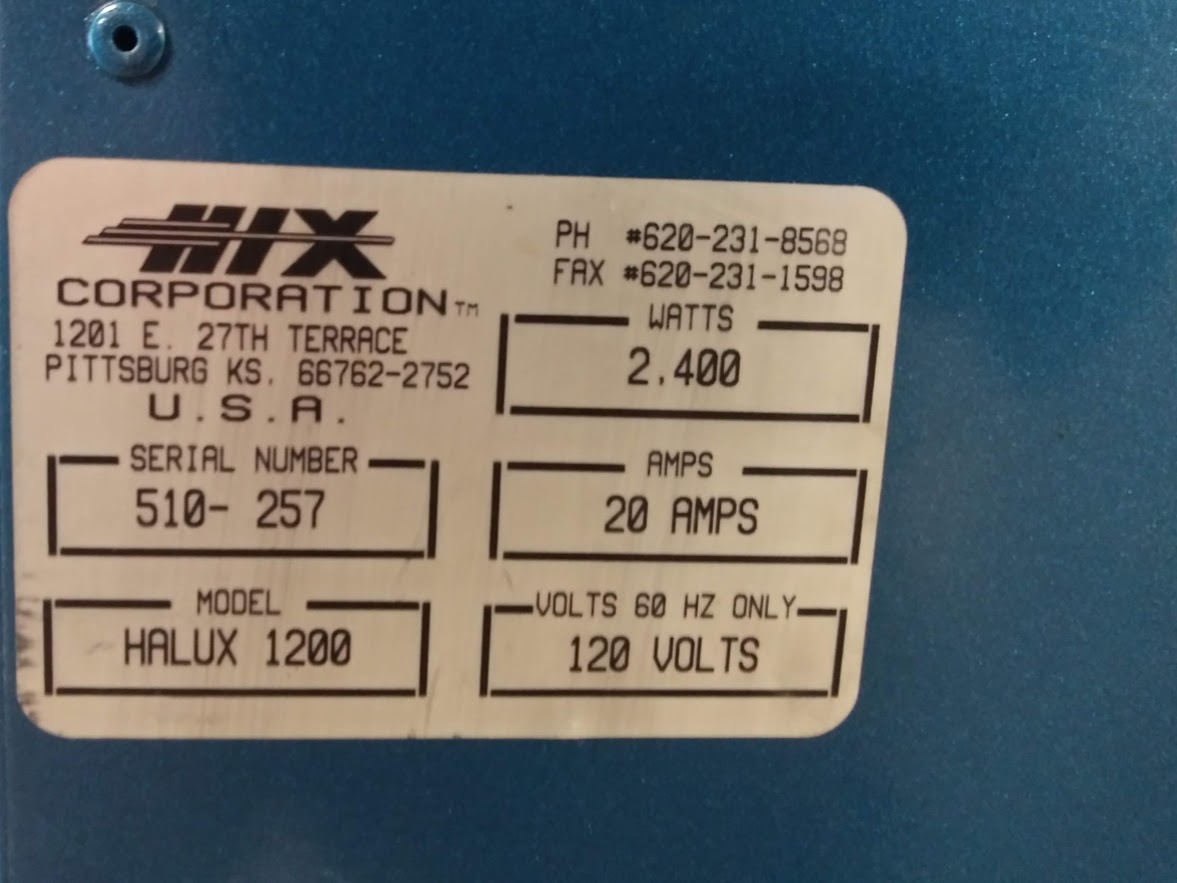 HIX
CORPORATION™
1201 E. 27TH TERRACE
PITTSBURG KS. 66762-2752
U.S.A.
PH #620-231-8568
FAX #620-231-1598
WATTS
2.400
SERIAL NUMBER
510- 257
AMPS
20 AMPS
MODEL
HALUX 1200
VOLTS 60 HZ ONLY
120 VOLTS